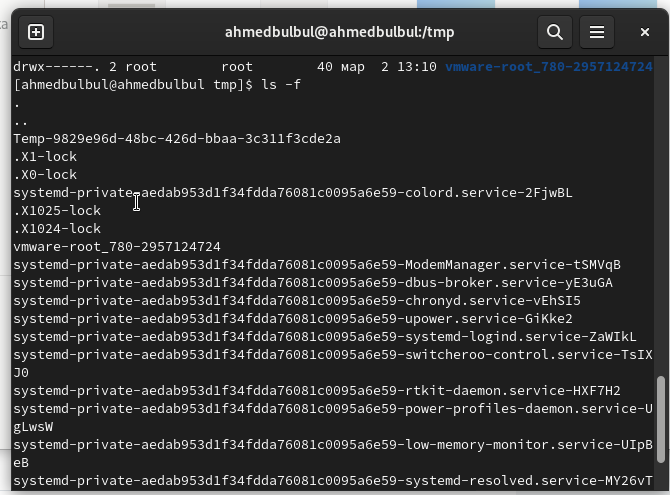 ahmedbulbul@ahmedbulbul:/tmp
drwx------. 2 root       root        40 мар  2 13:10 vmware-root_780-2957124724
[ahmedbulbul@ahmedbulbul tmp]$ ls -f
.
..
Temp-9829e96d-48bc-426d-bbaa-3c311f3cde2a
.X1-lock
.X0-lock
systemd-private-aedab953d1f34fdda76081c0095a6e59-colord.service-2FjwBL
.X1025-lock
.X1024-lock
vmware-root_780-2957124724
systemd-private-aedab953d1f34fdda76081c0095a6e59-ModemManager.service-tSMVqB
systemd-private-aedab953d1f34fdda76081c0095a6e59-dbus-broker.service-yE3uGA
systemd-private-aedab953d1f34fdda76081c0095a6e59-chronyd.service-vEhSI5
systemd-private-aedab953d1f34fdda76081c0095a6e59-upower.service-GiKke2
systemd-private-aedab953d1f34fdda76081c0095a6e59-systemd-logind.service-ZaWIkL
systemd-private-aedab953d1f34fdda76081c0095a6e59-switcheroo-control.service-TsIX
J0
systemd-private-aedab953d1f34fdda76081c0095a6e59-rtkit-daemon.service-HXF7H2
systemd-private-aedab953d1f34fdda76081c0095a6e59-power-profiles-daemon.service-U
gLwsW
systemd-private-aedab953d1f34fdda76081c0095a6e59-low-memory-monitor.service-UIpB
eB
systemd-private-aedab953d1f34fdda76081c0095a6e59-systemd-resolved.service-MY26vT